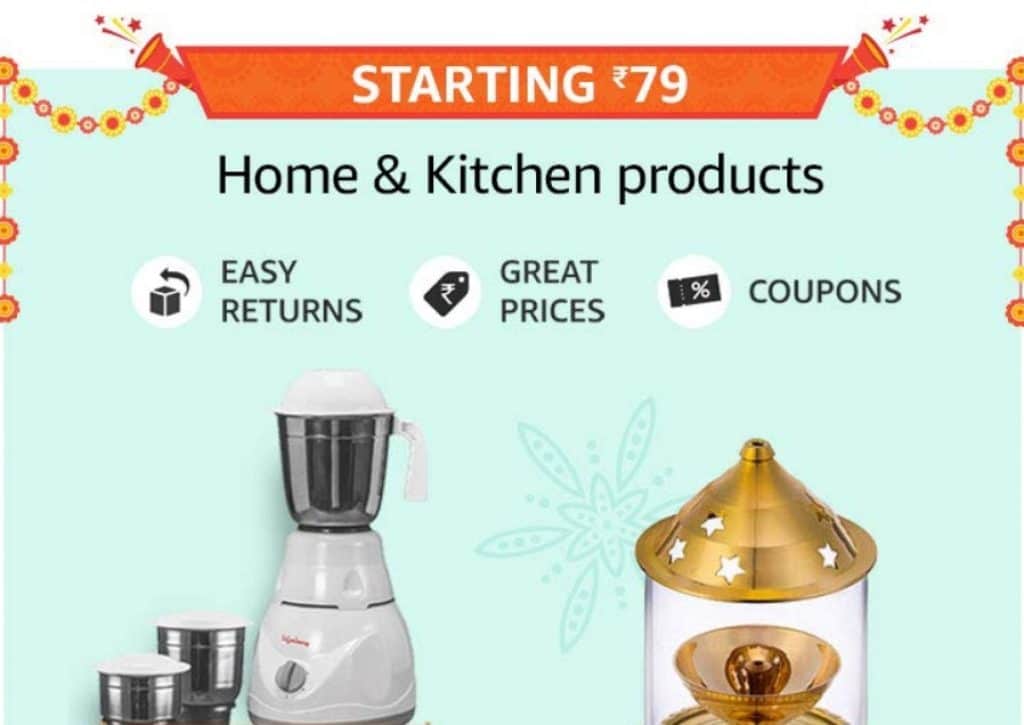 STARTING ₹79
Home & Kitchen products
EASY
RETURNS
₹
GREAT
PRICES
%
COUPONS